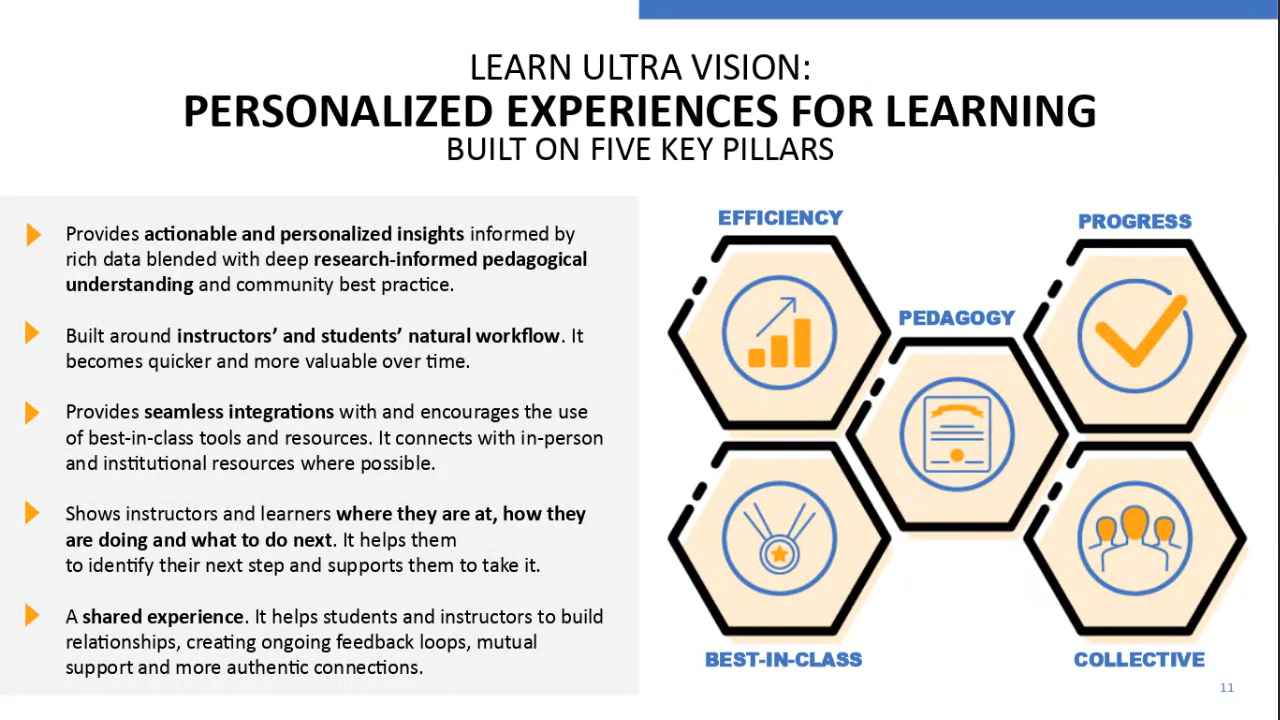 LEARN ULTRA VISION:
PERSONALIZED EXPERIENCES FOR LEARNING
BUILT ON FIVE KEY PILLARS
Provides actionable and personalized insights informed by
rich data blended with deep research-informed pedagogical
understanding and community best practice.
Built around instructors’ and students’ natural workflow. It
becomes quicker and more valuable over time.
Provides seamless integrations with and encourages the use
of best-in-class tools and resources. It connects with in-person
and institutional resources where possible.
Shows instructors and learners where they are at, how they
are doing and what to do next. It helps them
to identify their next step and supports them to take it.
A shared experience. It helps students and instructors to build
relationships, creating ongoing feedback loops, mutual
support and more authentic connections.
EFFICIENCY
PROGRESS
PEDAGOGY
BEST-IN-CLASS
COLLECTIVE
11